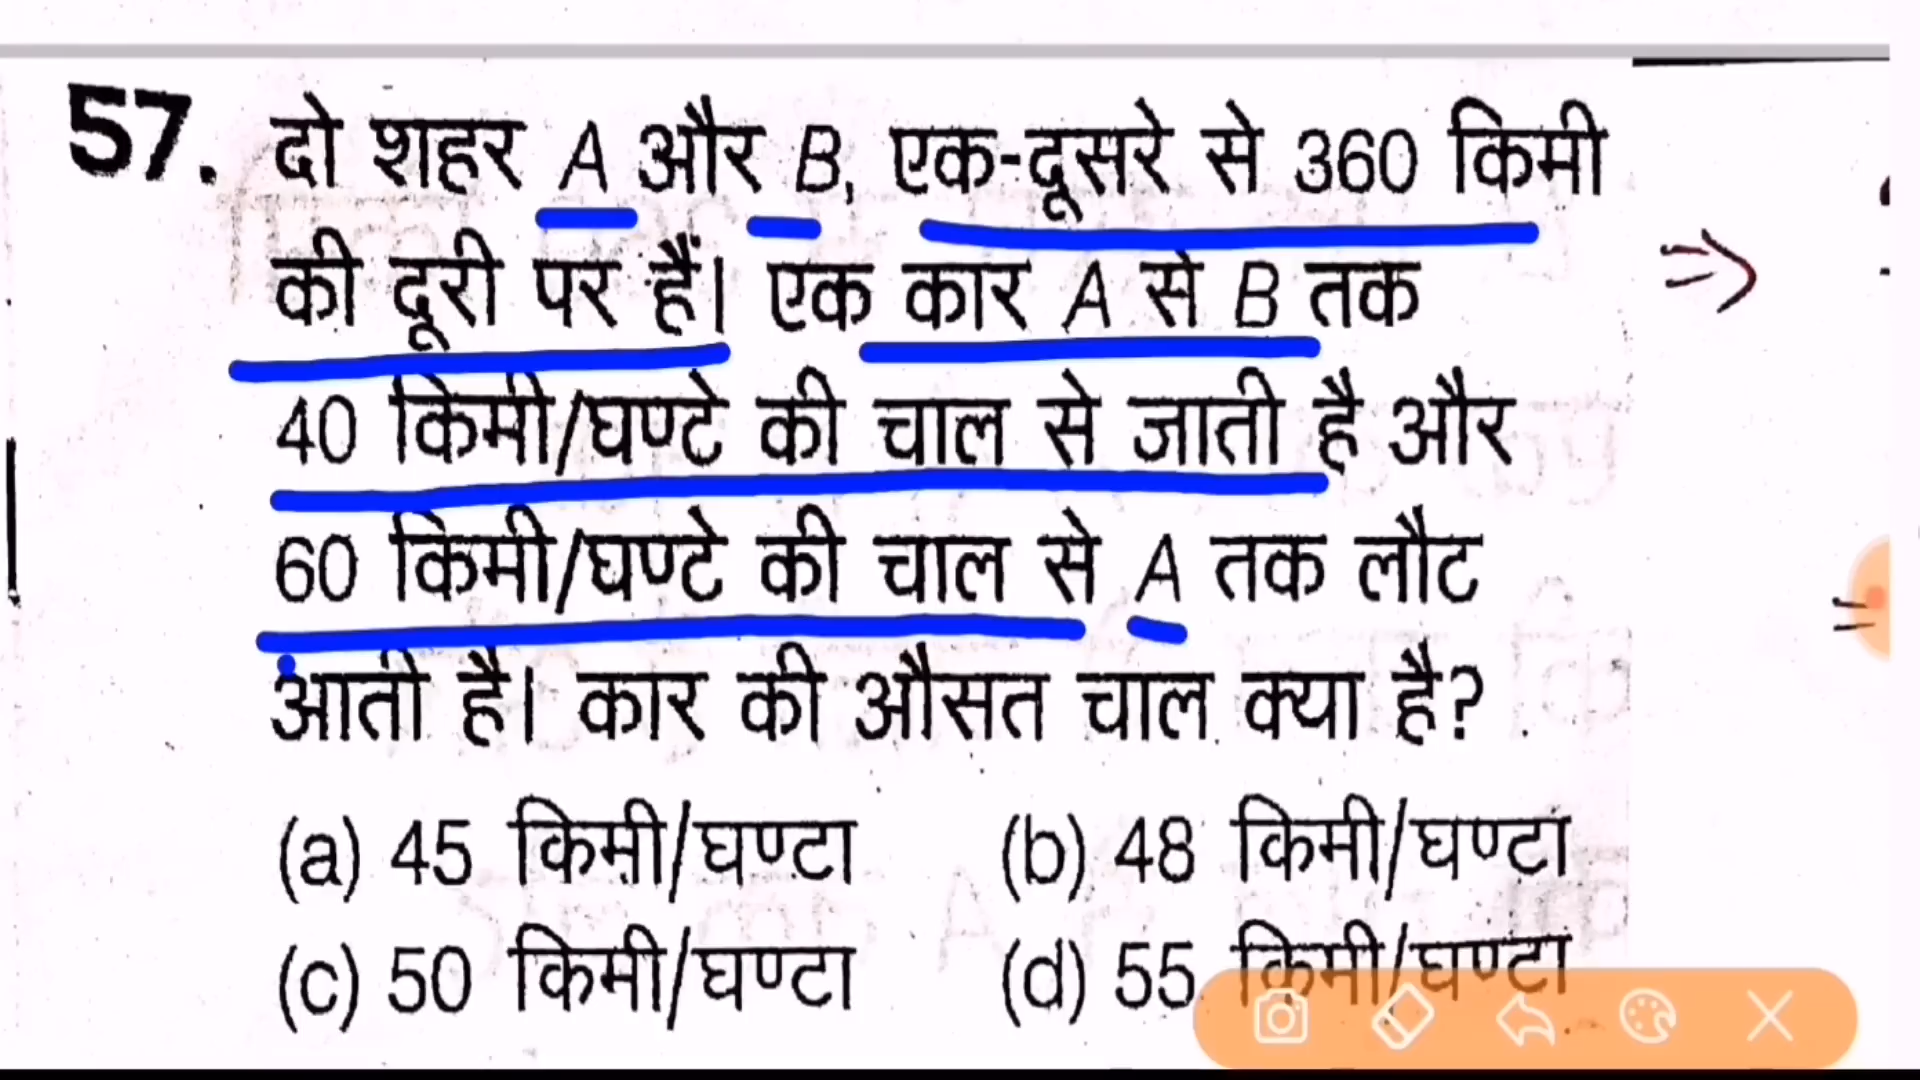 57. दो शहर A और B, एक-दूसरे से 360 किमी
की दूरी पर हैं। एक कार A से B तक
40 किमी/घण्टे की चाल से जाती है और
60 किमी/घण्टे की चाल से A तक लौट
आती है। कार की औसत चाल क्या है?
(a) 45 किमी/घण्टा (b) 48 किमी/घण्टा
(c) 50 किमी/घण्टा (d) 55 किमी/घण्टा